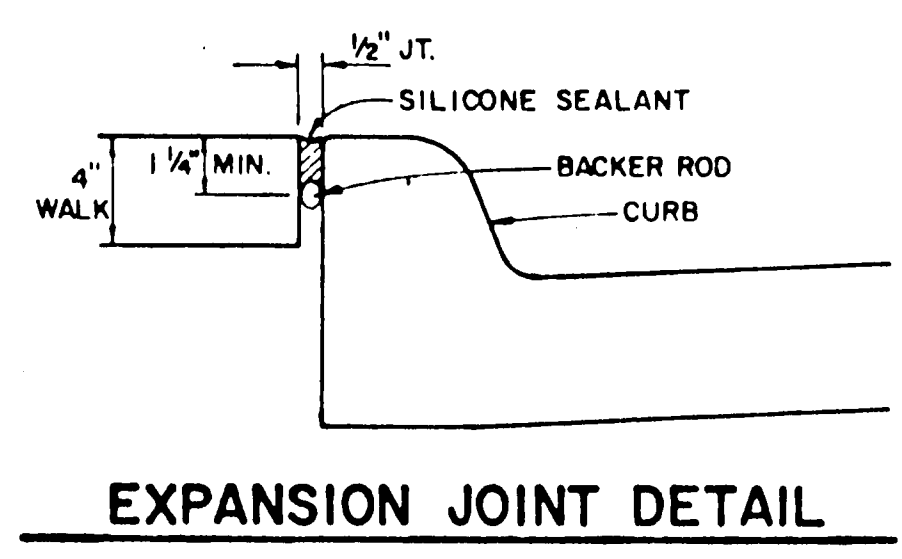 1/2" JT.
SILICONE SEALANT
1 1/4" MIN.
BACKER ROD
4"
WALK
CURB
EXPANSION JOINT DETAIL